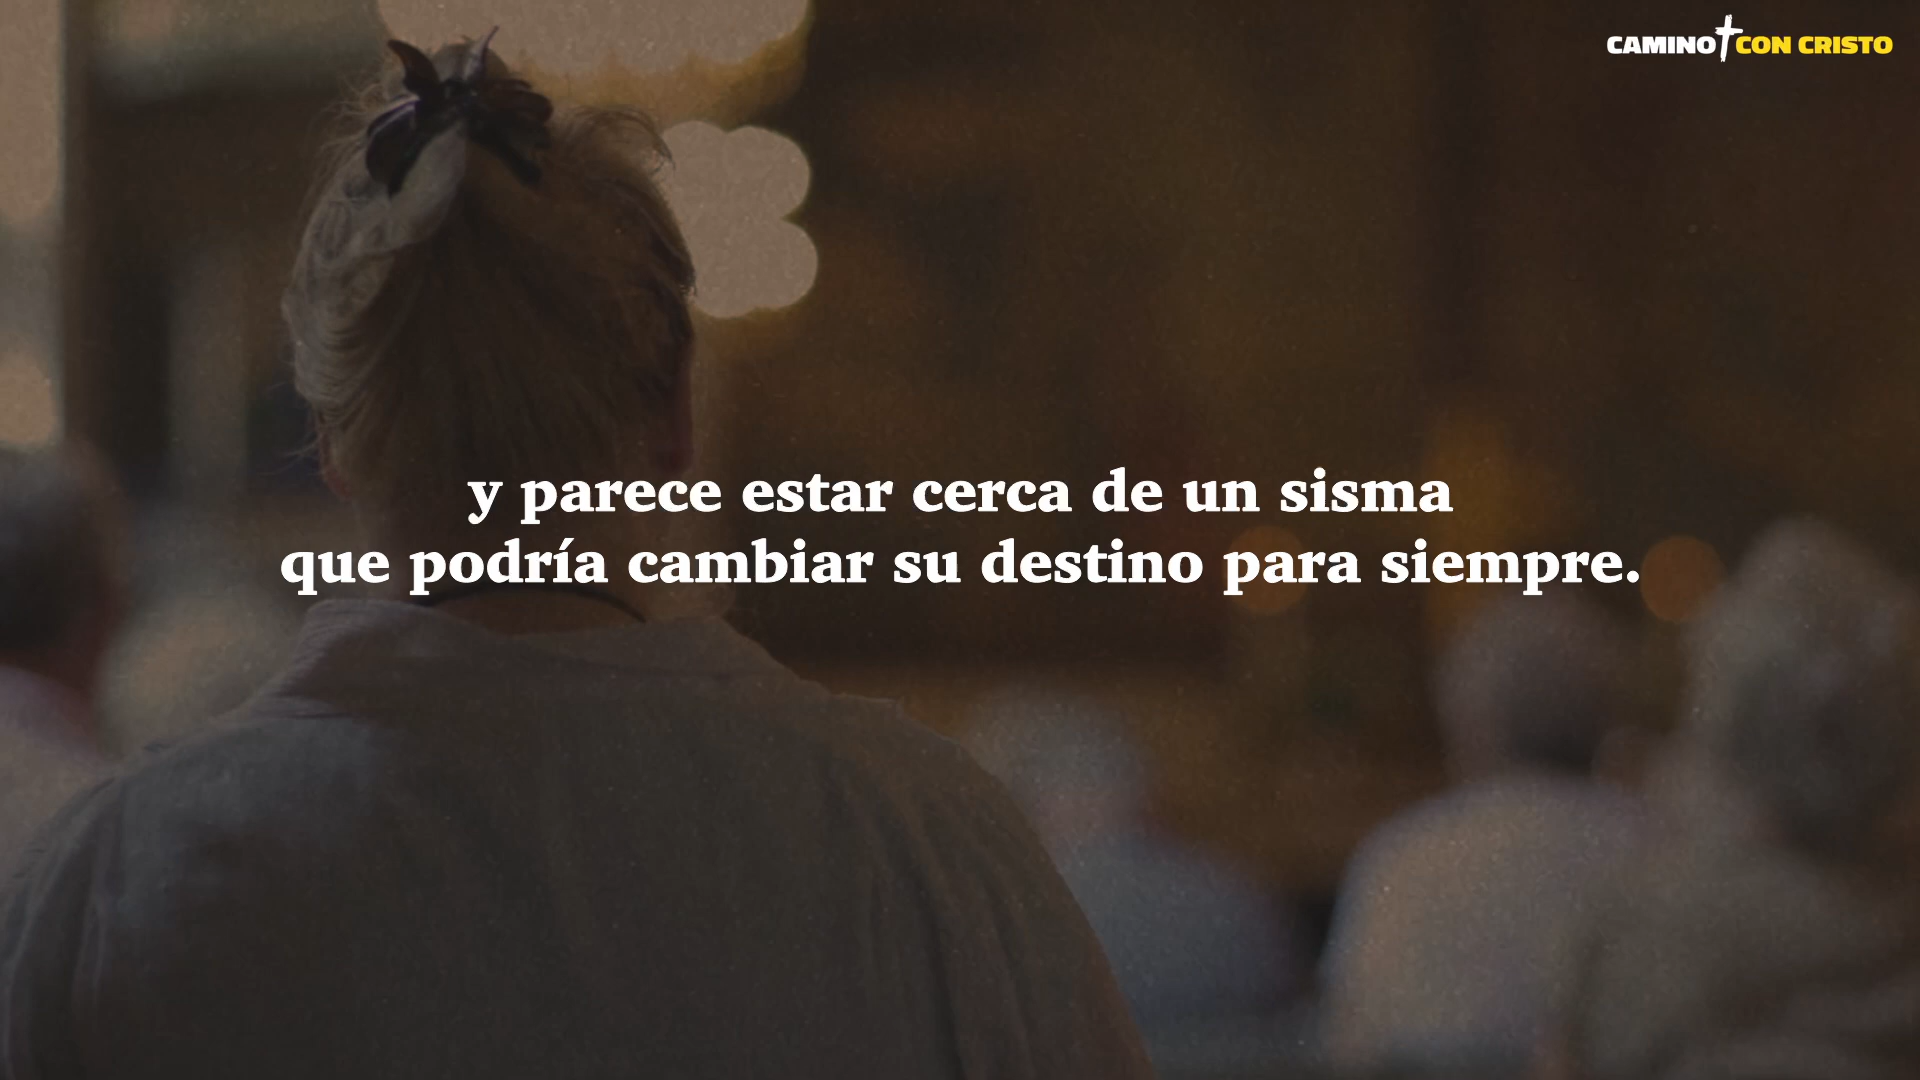 CAMINO CON CRISTO
y parece estar cerca de un sisma
que podría cambiar su destino para siempre.